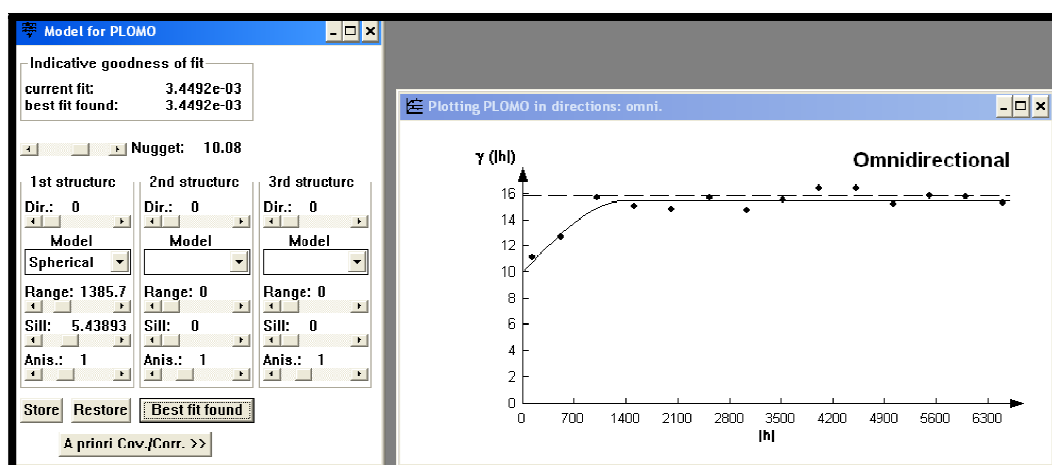 Model for PLOMO
Indicative goodness of fit
current fit: 3.4492e-03
best fit found: 3.4492e-03
Nugget: 10.08
1st structurc 2nd structurc 3rd structurc
Dir.: 0 Dir.: 0 Dir.: 0
Model Model Model
Spherical
Range: 1385.7 Range: 0 Range: 0
Sill: 5.43893 Sill: 0 Sill: 0
Anis.: 1 Anis.: 1 Anis.: 1
Store Restore Best fit found
A priori Cov./Corr. >>
Plotting PLOMO in directions: omni.
γ (|h|)
Omnidirectional
16
14
12
10
8
6
4
2
0
0 700 1400 2100 2800 3500 4200 4900 5600 6300
|h|